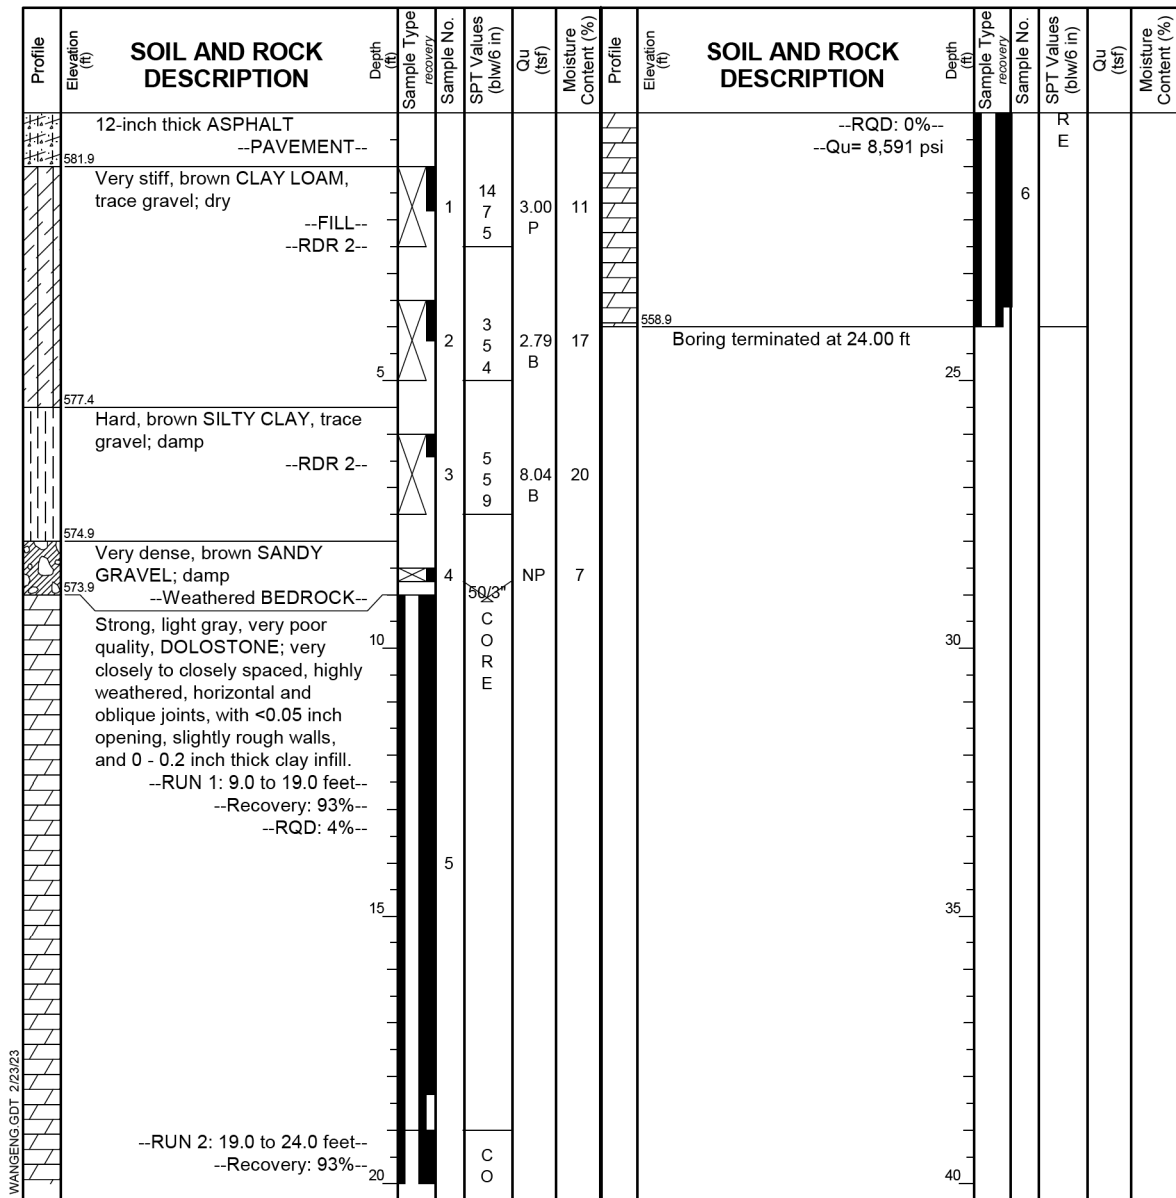 Profile
Elevation (ft)
SOIL AND ROCK
DESCRIPTION
Depth (ft)
Sample Type
recovery
Sample No.
SPT Values (blw/6 in)
Qu (tsf)
Moisture Content (%)
12-inch thick ASPHALT
--PAVEMENT--
581.9
Very stiff, brown CLAY LOAM,
trace gravel; dry
--FILL--
--RDR 2--
1
14
7
5
3.00
P
11
2
3
5
4
2.79
B
17
5
577.4
Hard, brown SILTY CLAY, trace
gravel; damp
--RDR 2--
3
5
5
9
8.04
B
20
574.9
Very dense, brown SANDY
GRAVEL; damp
4
NP
7
573.9
--Weathered BEDROCK--
50/3"
Strong, light gray, very poor
quality, DOLOSTONE; very
closely to closely spaced, highly
weathered, horizontal and
oblique joints, with <0.05 inch
opening, slightly rough walls,
and 0 - 0.2 inch thick clay infill.
--RUN 1: 9.0 to 19.0 feet--
--Recovery: 93%--
--RQD: 4%--
10
C
O
R
E
5
15
--RUN 2: 19.0 to 24.0 feet--
--Recovery: 93%--
20
C
O
Profile
Elevation (ft)
SOIL AND ROCK
DESCRIPTION
Depth (ft)
Sample Type
recovery
Sample No.
SPT Values (blw/6 in)
Qu (tsf)
Moisture Content (%)
--RQD: 0%--
--Qu= 8,591 psi
R
E
6
558.9
Boring terminated at 24.00 ft
25
30
35
40
WANGENG.GDT 2/23/23